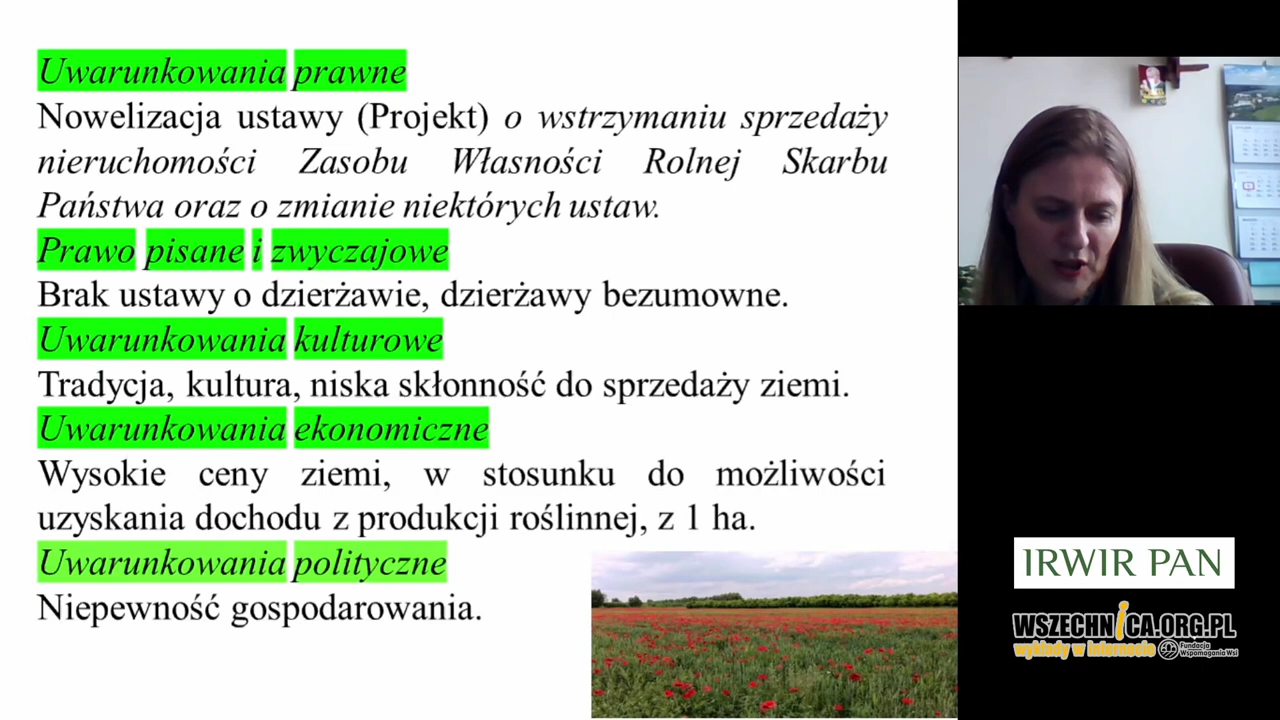 Uwarunkowania prawne
Nowelizacja ustawy (Projekt) o wstrzymaniu sprzedaży
nieruchomości Zasobu Własności Rolnej Skarbu
Państwa oraz o zmianie niektórych ustaw.
Prawo pisane i zwyczajowe
Brak ustawy o dzierżawie, dzierżawy bezumowne.
Uwarunkowania kulturowe
Tradycja, kultura, niska skłonność do sprzedaży ziemi.
Uwarunkowania ekonomiczne
Wysokie ceny ziemi, w stosunku do możliwości
uzyskania dochodu z produkcji roślinnej, z 1 ha.
Uwarunkowania polityczne
Niepewność gospodarowania.
IRWIR PAN
WSZECHNICA.ORG.PL
wykłady w internecie
Fundacja
Wspomagania Wsi